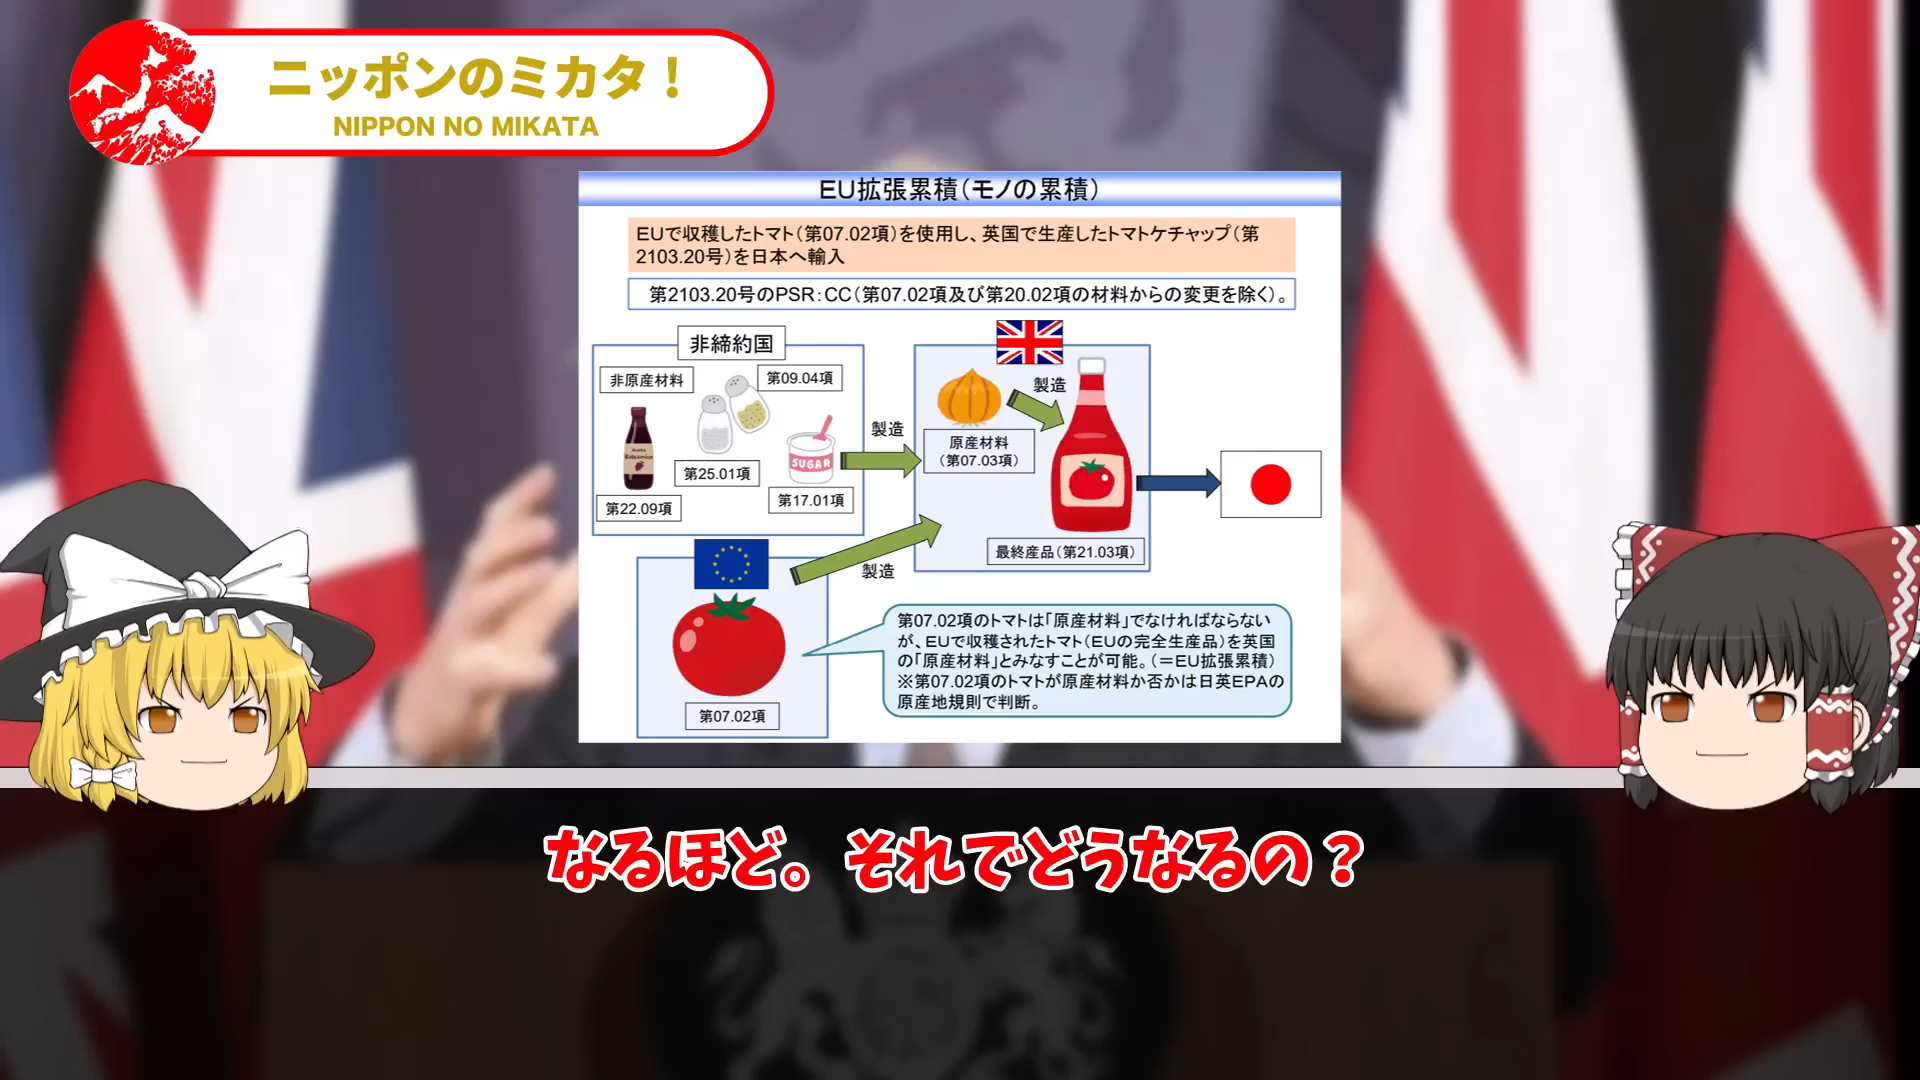 ニッポンのミカタ！
NIPPON NO MIKATA
ＥＵ拡張累積（モノの累積）
ＥＵで収穫したトマト（第07.02項）を使用し、英国で生産したトマトケチャップ（第
2103.20号）を日本へ輸入
第2103.20号のPSR：CC（第07.02項及び第20.02項の材料からの変更を除く）。
非締約国
非原産材料
第09.04項
製造
製造
原産材料
（第07.03項）
SUGAR
第25.01項
第17.01項
第22.09項
最終産品（第21.03項）
製造
第07.02項のトマトは「原産材料」でなければならない
が、ＥＵで収穫されたトマト（ＥＵの完全生産品）を英国
の「原産材料」とみなすことが可能。（＝ＥＵ拡張累積）
※第07.02項のトマトが原産材料か否かは日英ＥＰＡの
原産地規則で判断。
第07.02項
なるほど。それでどうなるの？